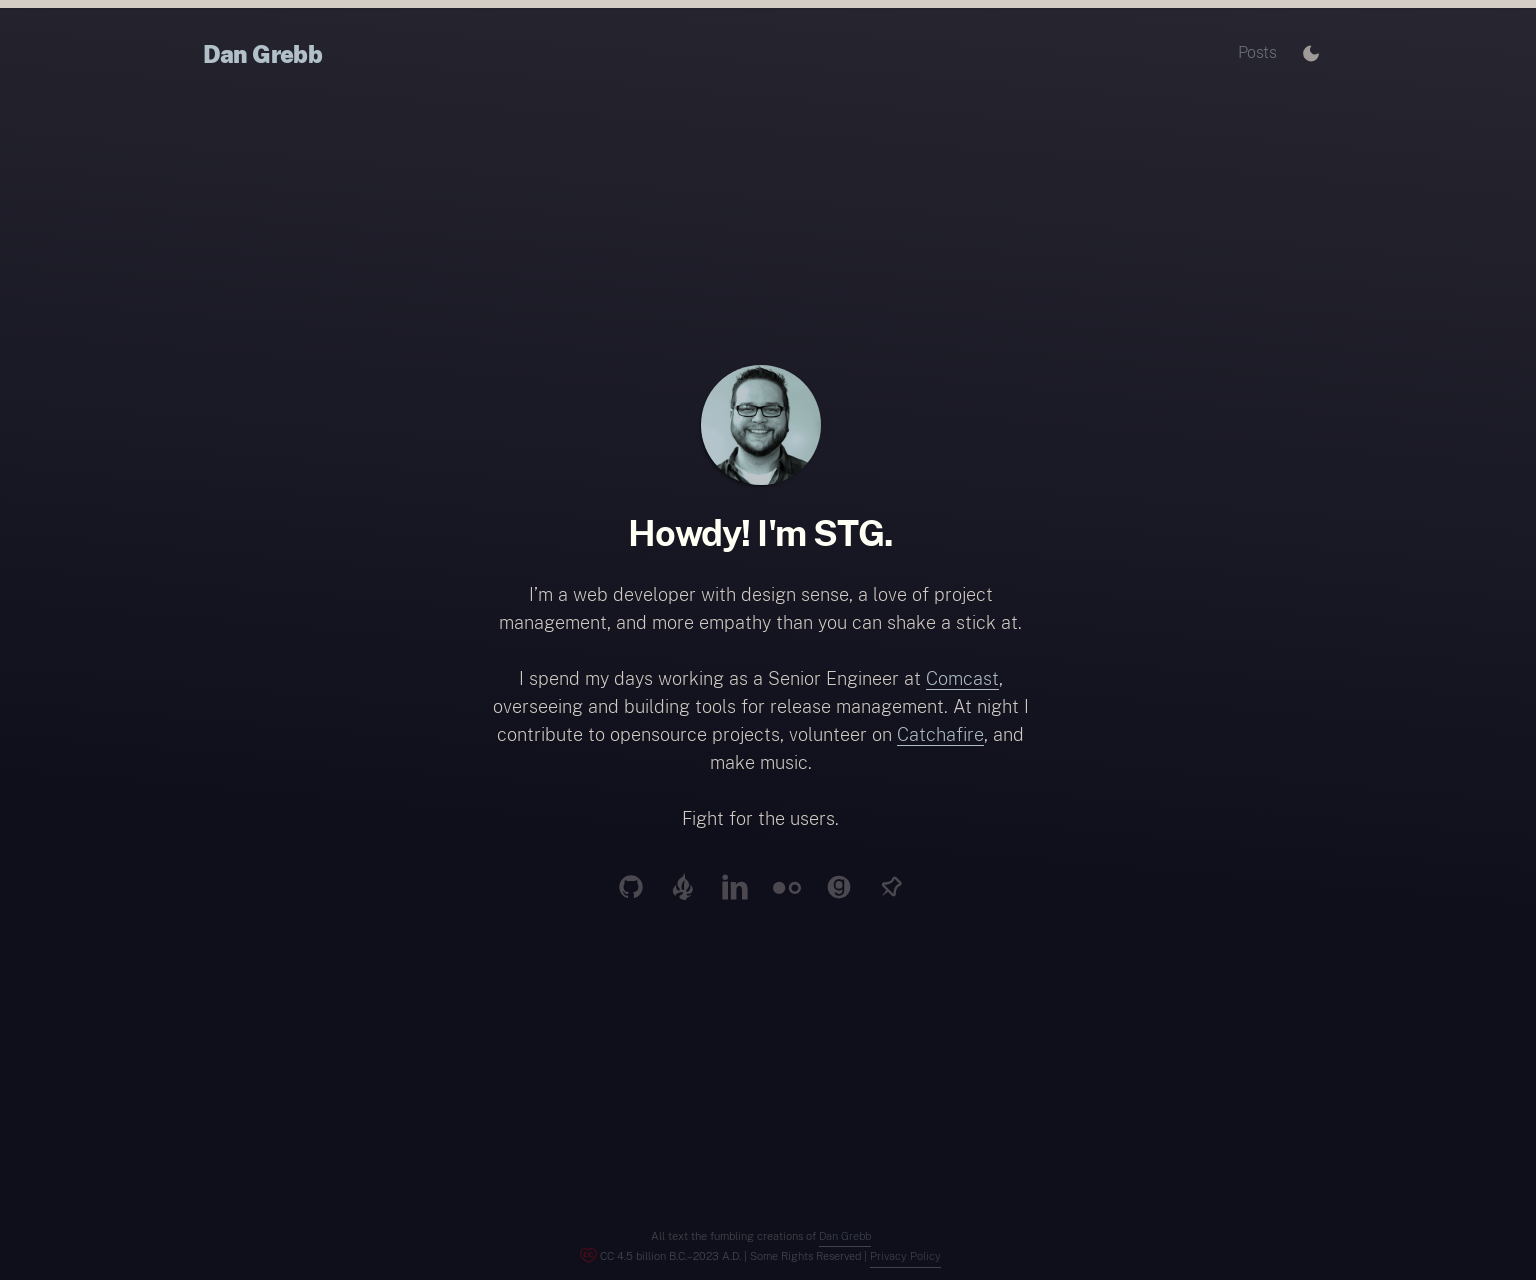 Dan Grebb
Posts
Howdy! I'm STG.
I’m a web developer with design sense, a love of project
management, and more empathy than you can shake a stick at.
I spend my days working as a Senior Engineer at Comcast,
overseeing and building tools for release management. At night I
contribute to opensource projects, volunteer on Catchafire, and
make music.
Fight for the users.
All text the fumbling creations of Dan Grebb
CC 4.5 billion B.C.–2023 A.D. | Some Rights Reserved | Privacy Policy